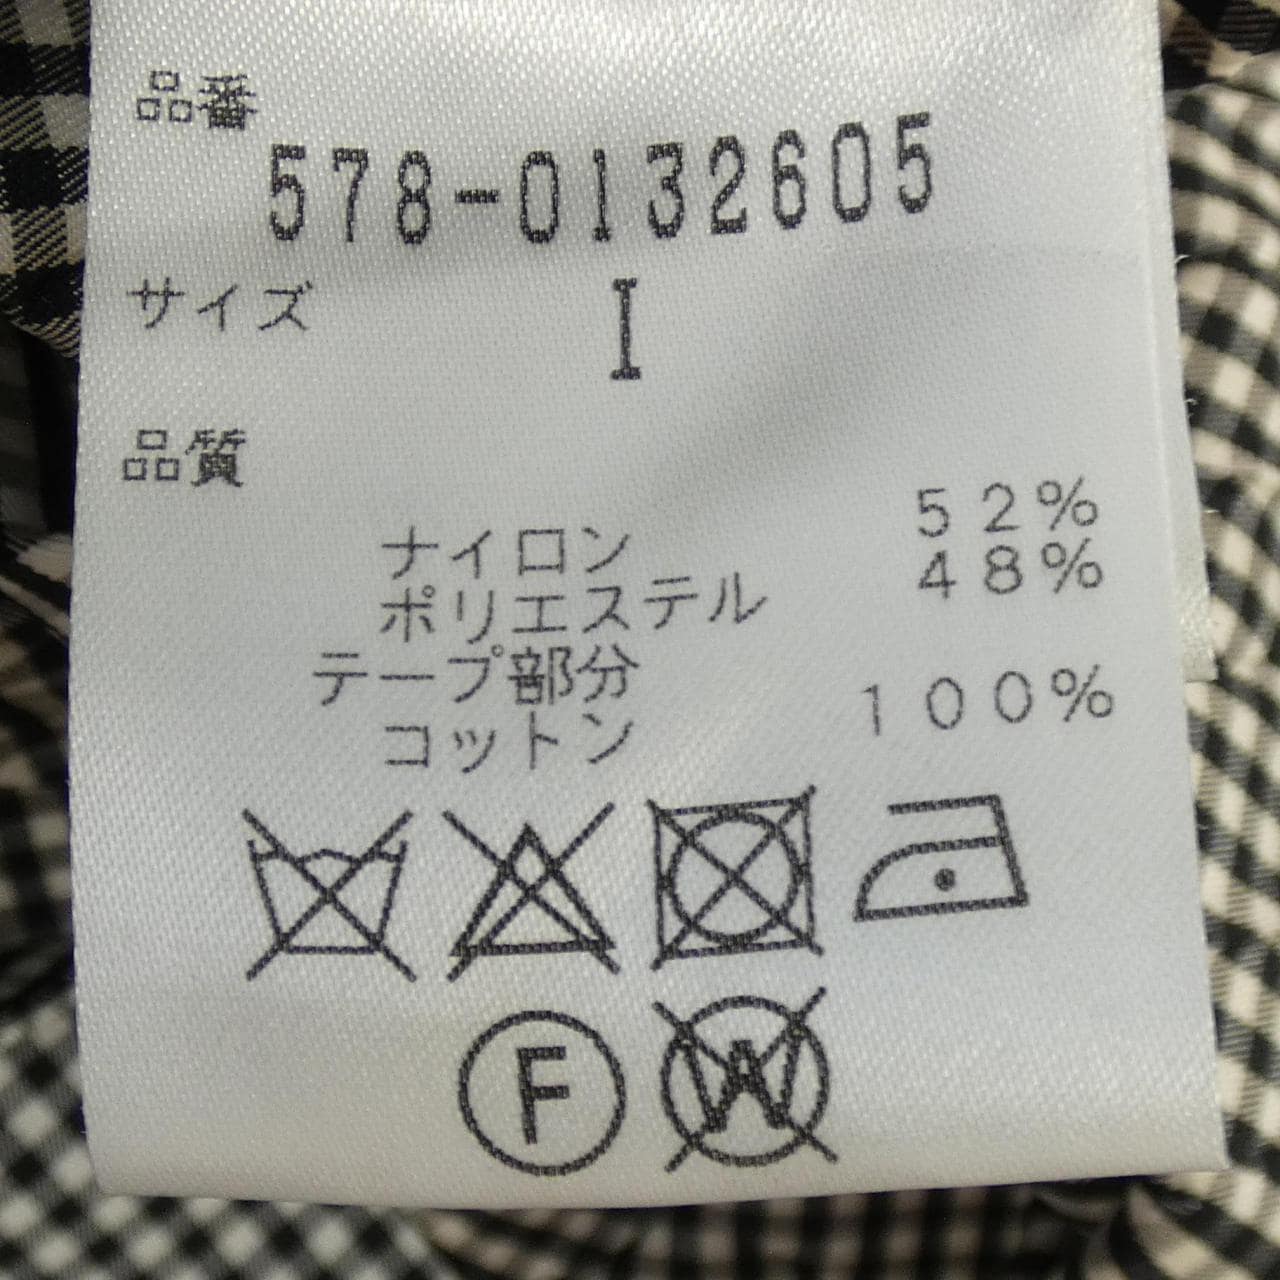 品番
578-0132605
サイズ I
品質
ナイロン 52%
ポリエステル 48%
テープ部分
コットン 100%
F W